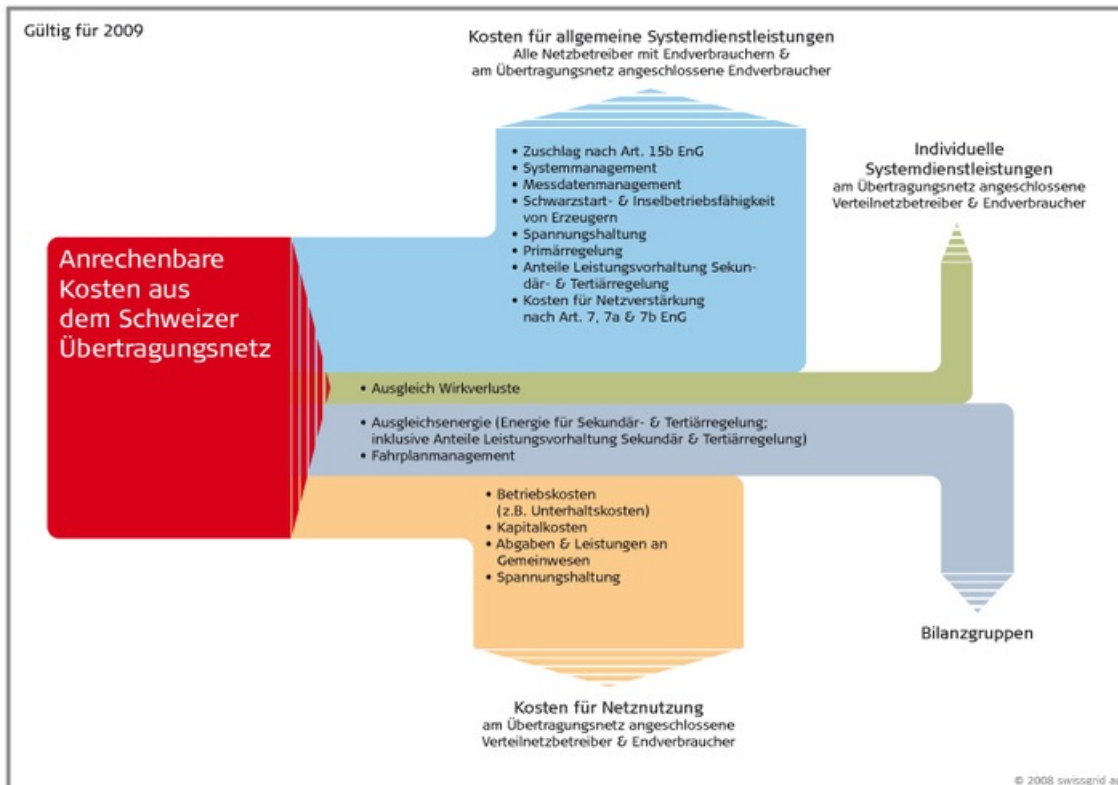 Gültig für 2009
Kosten für allgemeine Systemdienstleistungen
Alle Netzbetreiber mit Endverbrauchern &
am Übertragungsnetz angeschlossene Endverbraucher
• Zuschlag nach Art. 15b EnG
• Systemmanagement
• Messdatenmanagement
• Schwarzstart- & Inselbetriebsfähigkeit
von Erzeugern
• Spannungshaltung
• Primärregelung
• Anteile Leistungsvorhaltung Sekun-
där- & Tertiärregelung
• Kosten für Netzverstärkung
nach Art. 7, 7a & 7b EnG
Individuelle
Systemdienstleistungen
am Übertragungsnetz angeschlossene
Verteilnetzbetreiber & Endverbraucher
Anrechenbare
Kosten aus
dem Schweizer
Übertragungsnetz
• Ausgleich Wirkverluste
• Ausgleichsenergie (Energie für Sekundär- & Tertiärregelung;
inklusive Anteile Leistungsvorhaltung Sekundär & Tertiärregelung)
• Fahrplanmanagement
• Betriebskosten
(z.B. Unterhaltskosten)
• Kapitalkosten
• Abgaben & Leistungen an
Gemeinwesen
• Spannungshaltung
Bilanzgruppen
Kosten für Netznutzung
am Übertragungsnetz angeschlossene
Verteilnetzbetreiber & Endverbraucher
© 2008 swissgrid